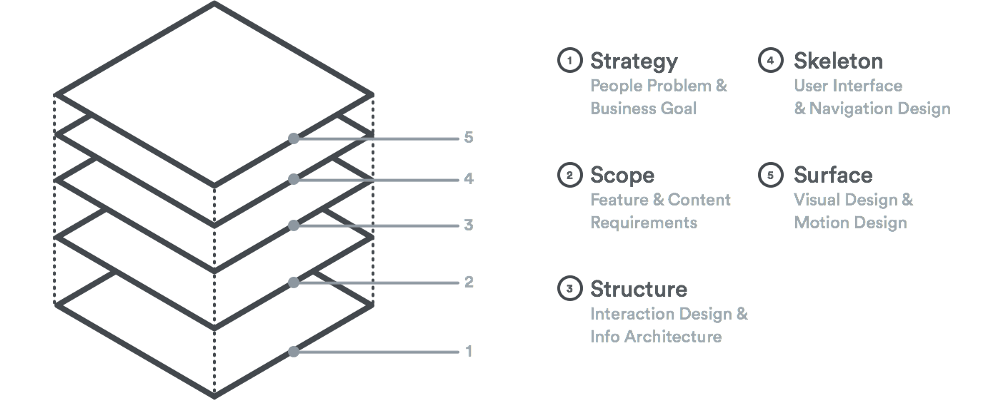 5
4
3
2
1
1 Strategy
People Problem &
Business Goal
2 Scope
Feature & Content
Requirements
3 Structure
Interaction Design &
Info Architecture
4 Skeleton
User Interface
& Navigation Design
5 Surface
Visual Design &
Motion Design